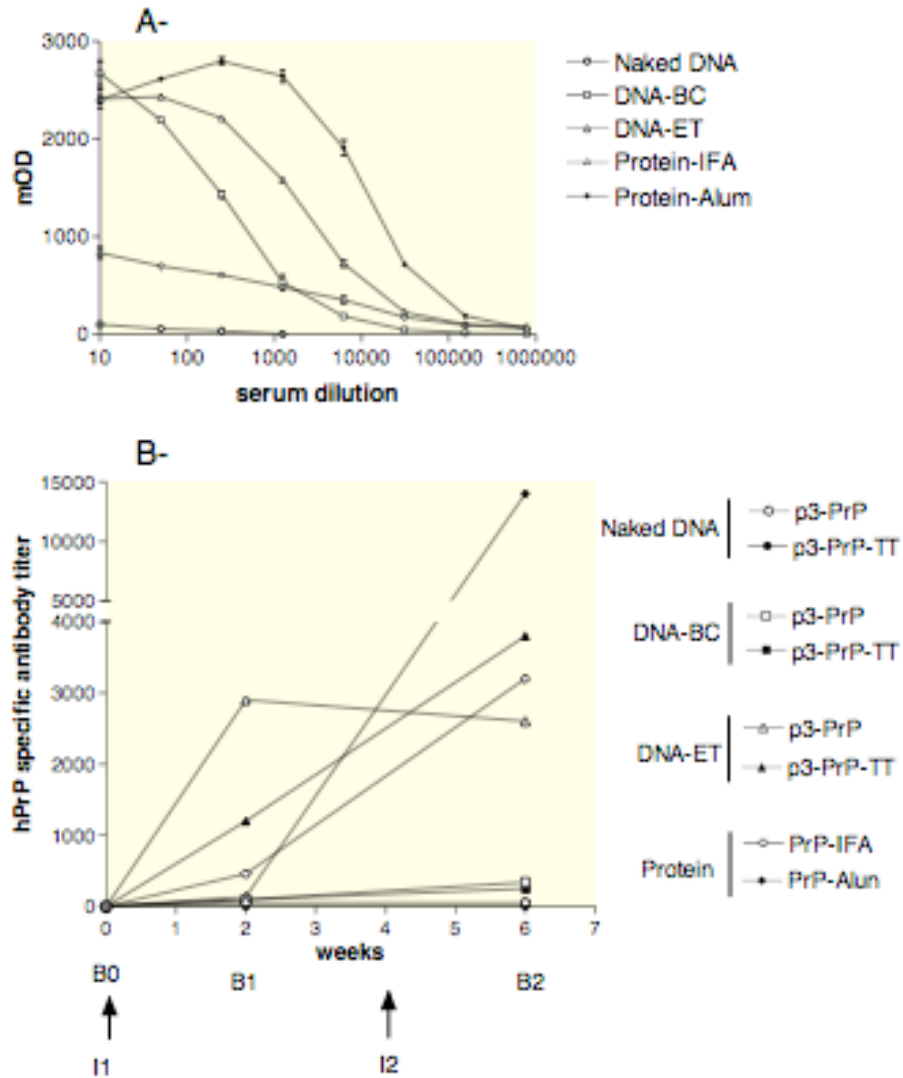 A-
3000
2000
1000
0
mOD
10 100 1000 10000 100000 1000000
serum dilution
Naked DNA
DNA-BC
DNA-ET
Protein-IFA
Protein-Alum
B-
15000
10000
5000
4000
3000
2000
1000
0
hPrP specific antibody titer
0 1 2 3 4 5 6 7
weeks
B0 B1 B2
I1 I2
Naked DNA
p3-PrP
p3-PrP-TT
DNA-BC
p3-PrP
p3-PrP-TT
DNA-ET
p3-PrP
p3-PrP-TT
Protein
PrP-IFA
PrP-Alun